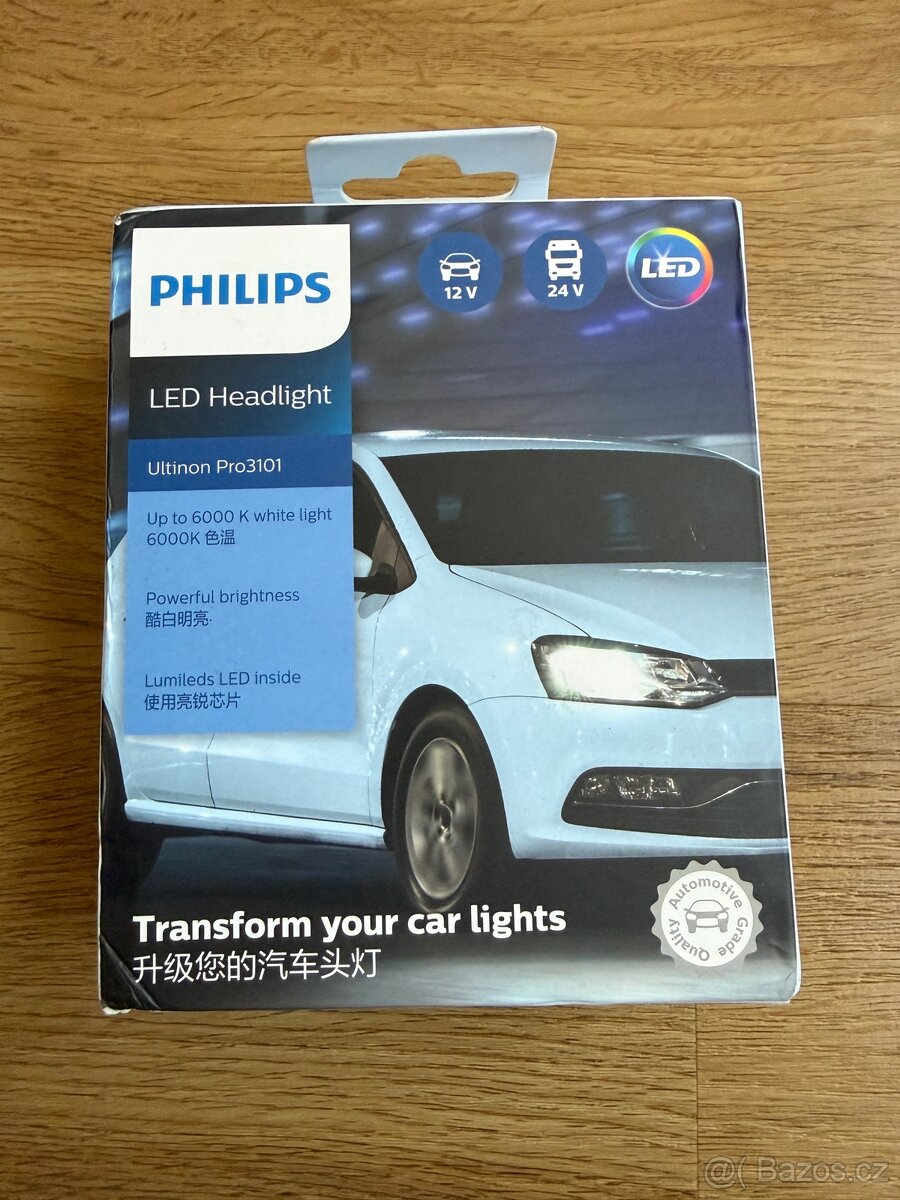 PHILIPS
12 V
24 V
LED
LED Headlight
Ultinon Pro3101
Up to 6000 K white light
6000K 色温
Powerful brightness
酷白明亮
Lumileds LED inside
使用亮锐芯片
Transform your car lights
升级您的汽车头灯
Automotive Grade Quality
@( Bazos.cz